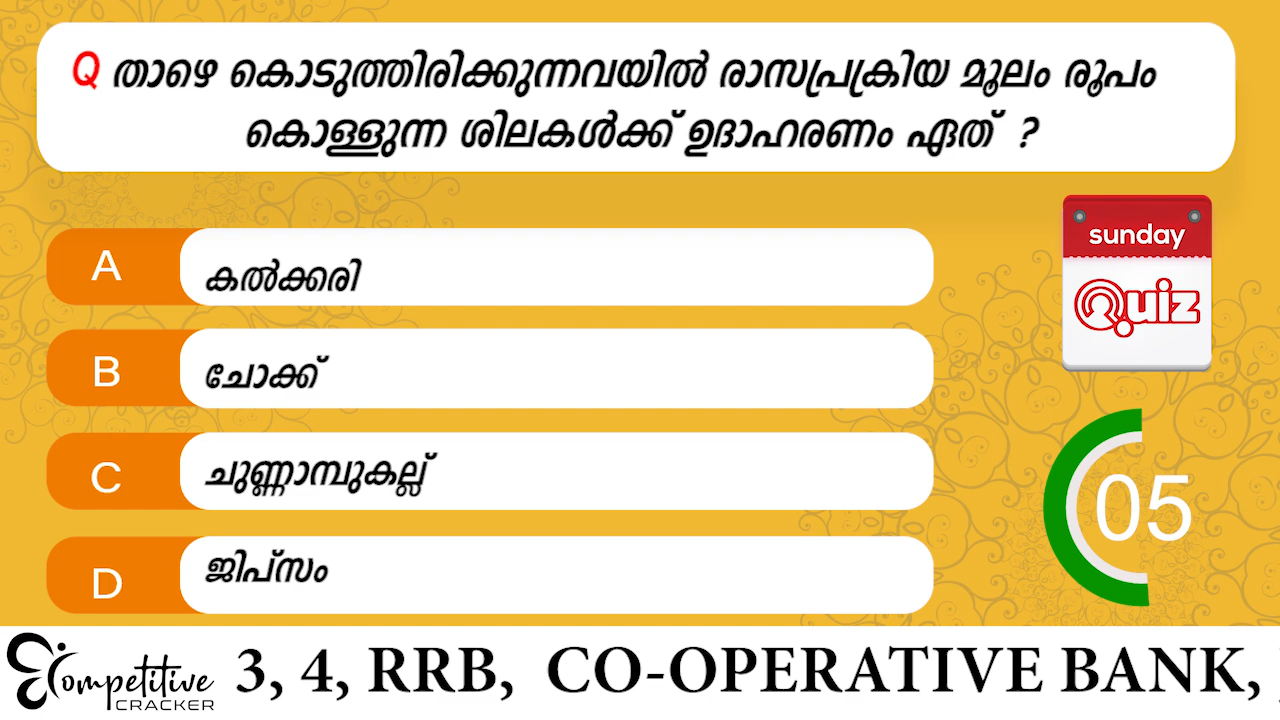 Q താഴെ കൊടുത്തിരിക്കുന്നവയിൽ രാസപ്രക്രിയ മൂലം രൂപം
കൊള്ളുന്ന ശിലകൾക്ക് ഉദാഹരണം ഏത് ?
A കൽക്കരി
B ചോക്ക്
C ചുണ്ണാമ്പുകല്ല്
D ജിപ്സം
sunday
Quiz
05
Competitive
CRACKER
3, 4, RRB, CO-OPERATIVE BANK,